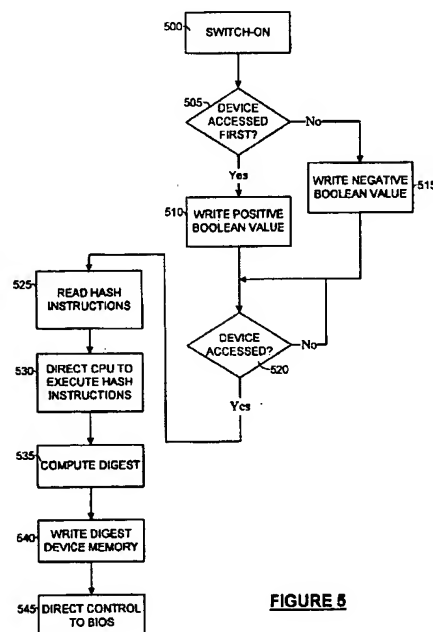 500
SWITCH-ON
505
DEVICE
ACCESSED
FIRST?
No
Yes
510
WRITE POSITIVE
BOOLEAN VALUE
WRITE NEGATIVE
BOOLEAN VALUE
515
525
READ HASH
INSTRUCTIONS
DEVICE
ACCESSED?
No
520
Yes
530
DIRECT CPU TO
EXECUTE HASH
INSTRUCTIONS
535
COMPUTE DIGEST
540
WRITE DIGEST
DEVICE MEMORY
545
DIRECT CONTROL
TO BIOS
FIGURE 5